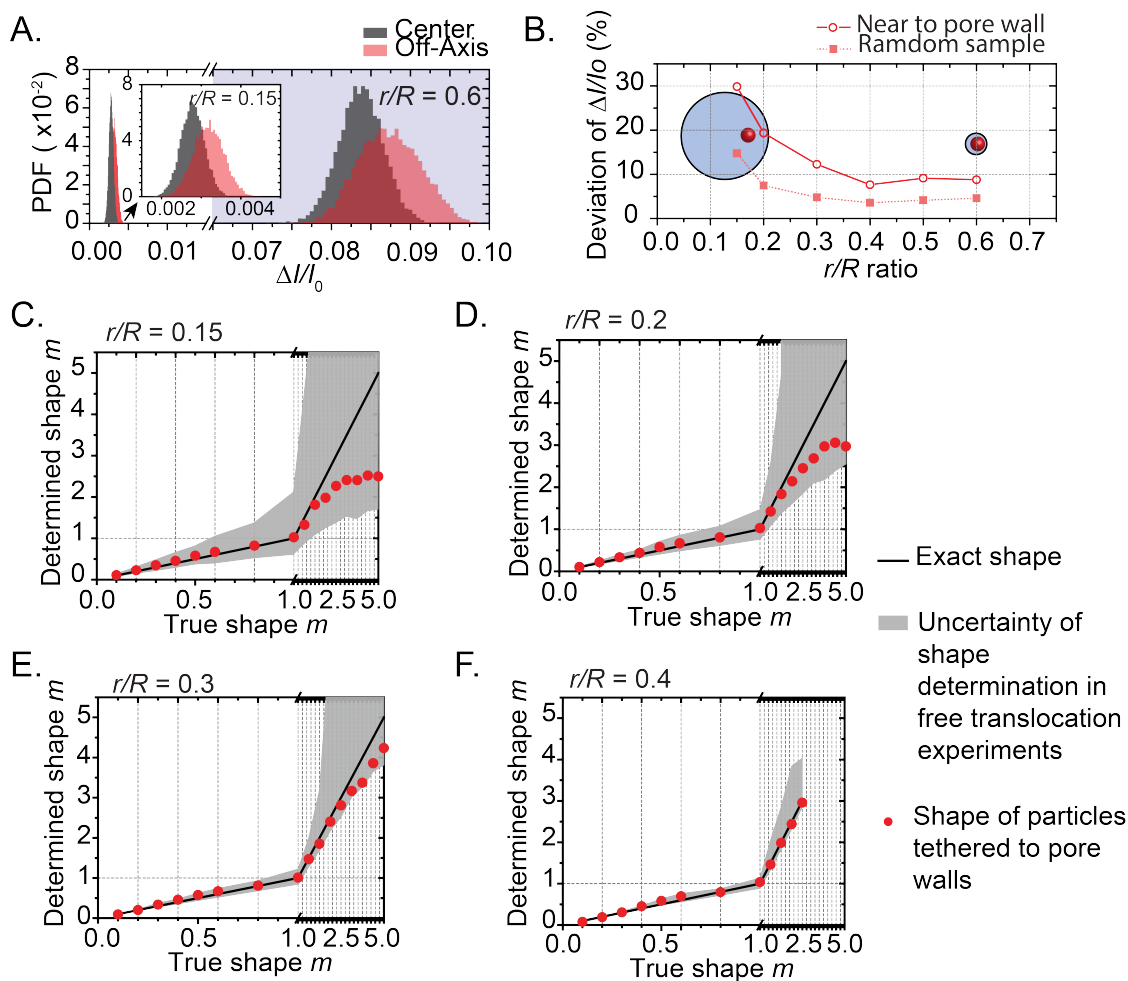 A.
Center
Off-Axis
PDF ( x10⁻²)
8
6
4
2
0
8
6
4
2
0
r/R = 0.15
0.002
0.004
r/R = 0.6
0.00
0.01
0.07
0.08
0.09
0.10
ΔI/I₀
B.
Near to pore wall
Ramdom sample
Deviation of ΔI/Io (%)
30
20
10
0
0.0
0.1
0.2
0.3
0.4
0.5
0.6
0.7
r/R ratio
C.
r/R = 0.15
Determined shape m
5
4
3
2
1
0
0.0
0.5
1.0
2.5
5.0
True shape m
D.
r/R = 0.2
Determined shape m
5
4
3
2
1
0
0.0
0.5
1.0
2.5
5.0
True shape m
E.
r/R = 0.3
Determined shape m
5
4
3
2
1
0
0.0
0.5
1.0
2.5
5.0
True shape m
F.
r/R = 0.4
Determined shape m
5
4
3
2
1
0
0.0
0.5
1.0
2.5
5.0
True shape m
Exact shape
Uncertainty of
shape
determination in
free translocation
experiments
Shape of particles
tethered to pore
walls